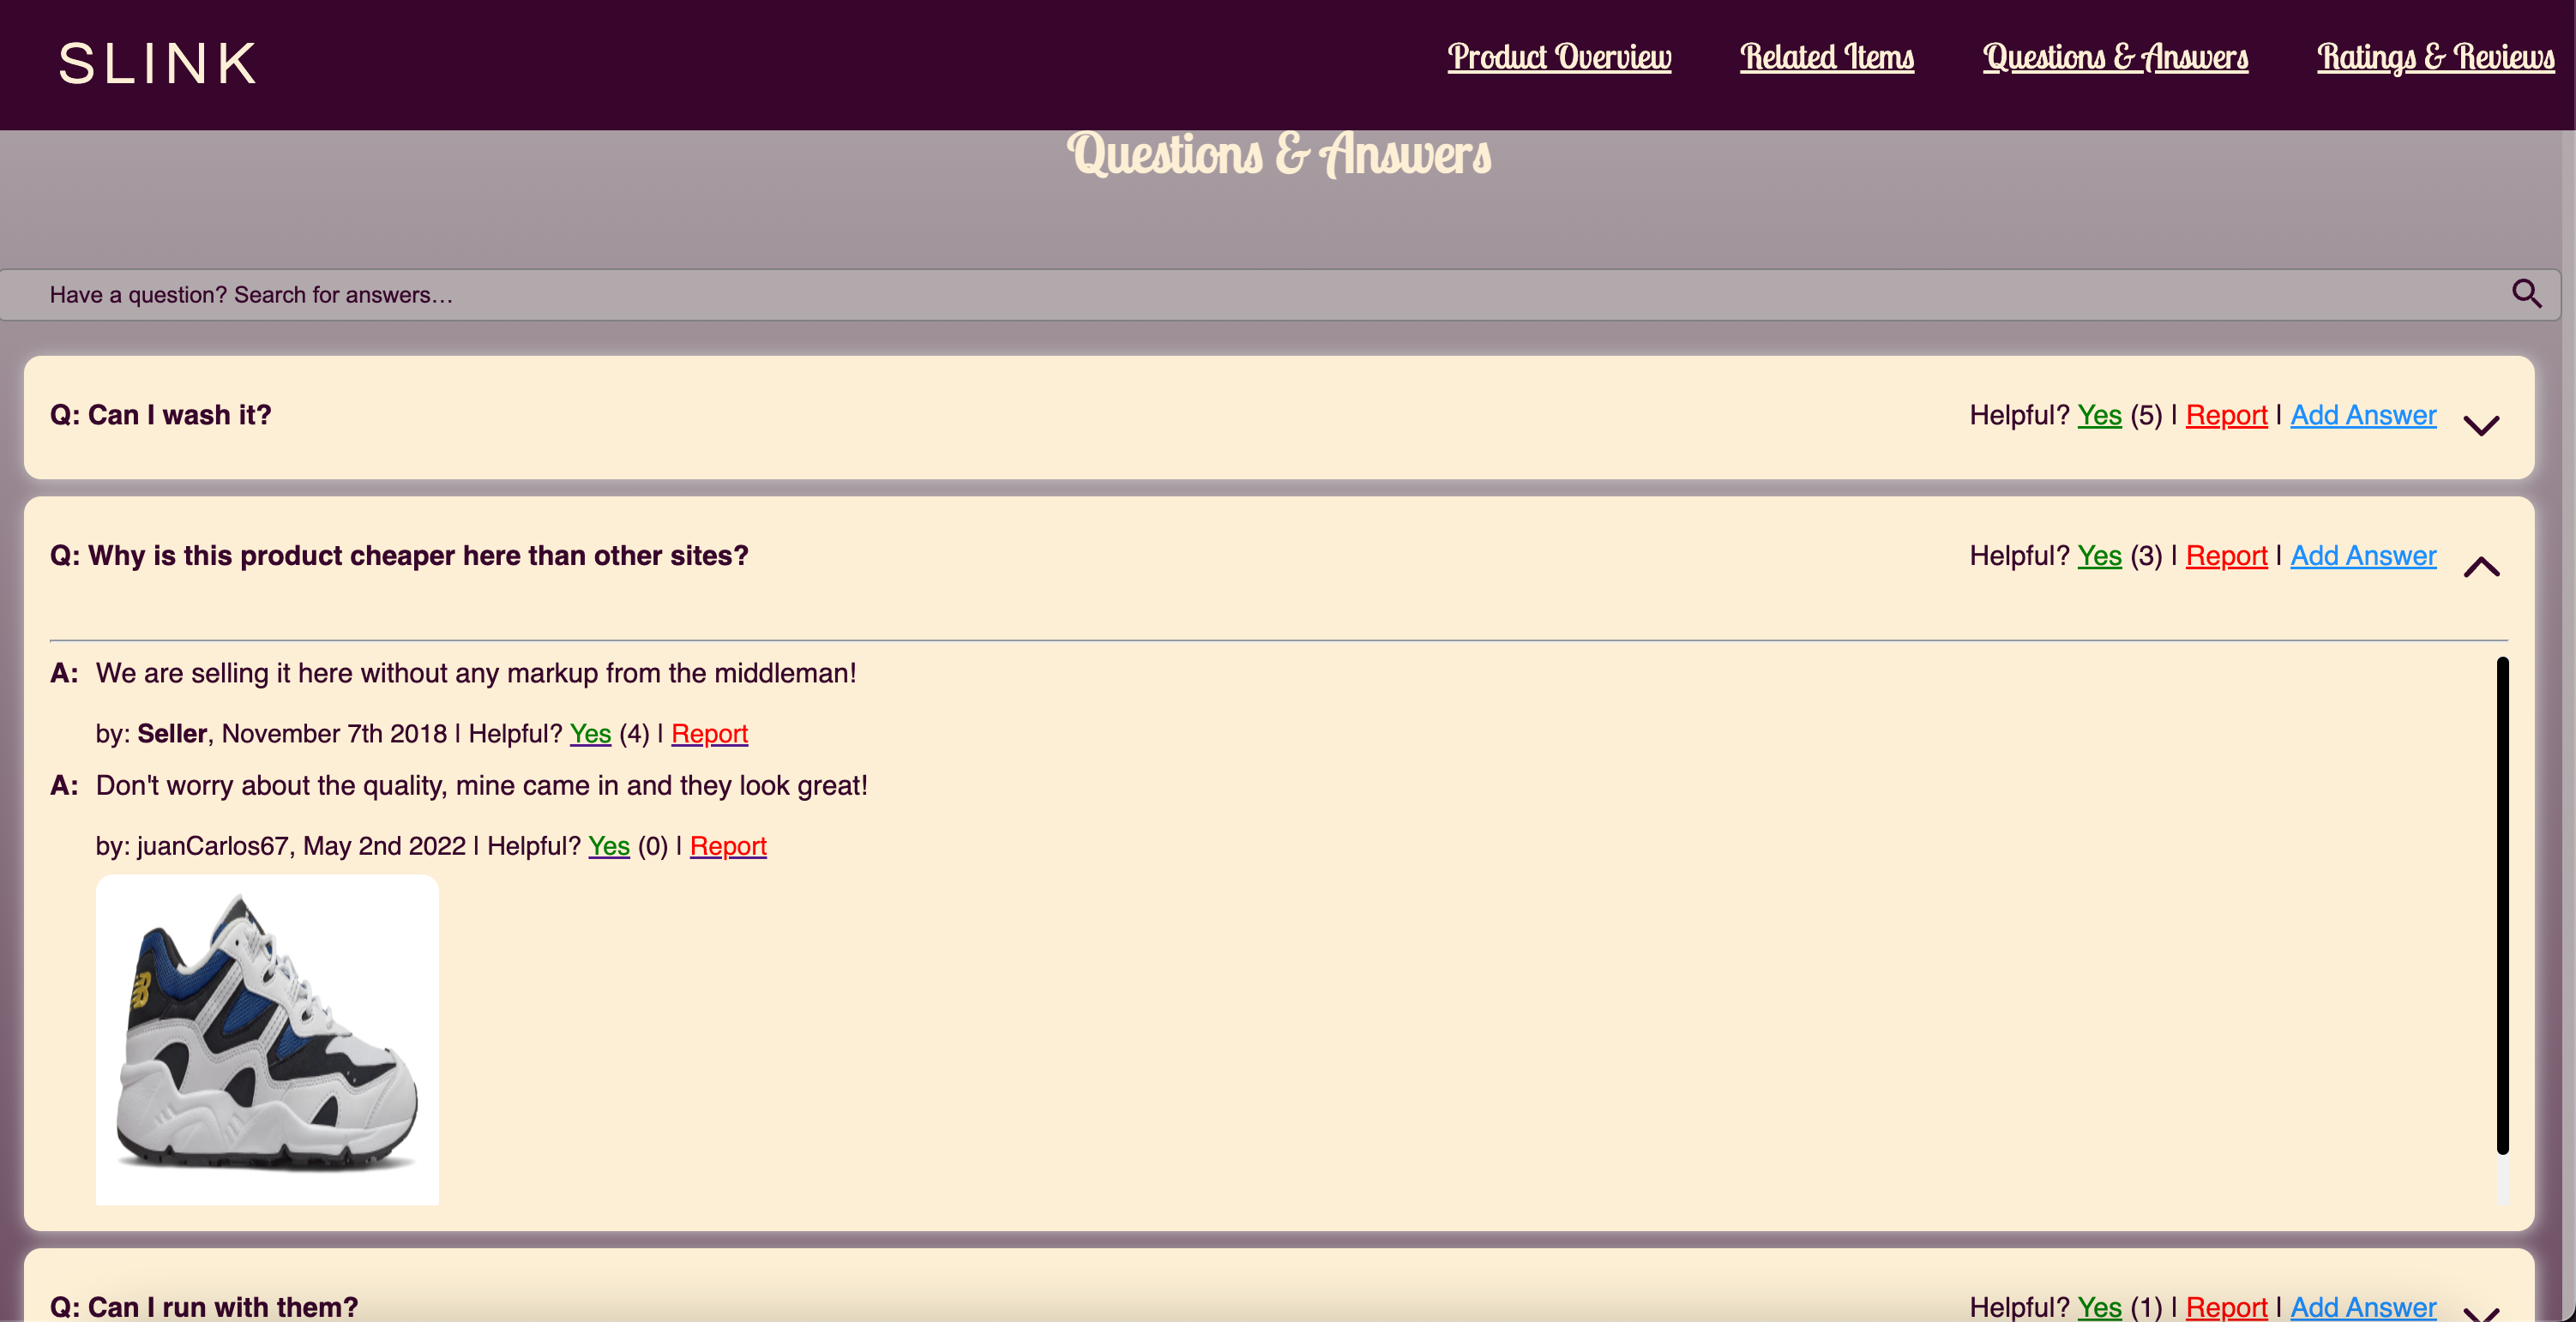 SLINK
Product Overview Related Items Questions & Answers Ratings & Reviews
Questions & Answers
Have a question? Search for answers...
Q: Can I wash it? Helpful? Yes (5) | Report | Add Answer
Q: Why is this product cheaper here than other sites? Helpful? Yes (3) | Report | Add Answer
A: We are selling it here without any markup from the middleman!
by: Seller, November 7th 2018 | Helpful? Yes (4) | Report
A: Don't worry about the quality, mine came in and they look great!
by: juanCarlos67, May 2nd 2022 | Helpful? Yes (0) | Report
Q: Can I run with them? Helpful? Yes (1) | Report | Add Answer